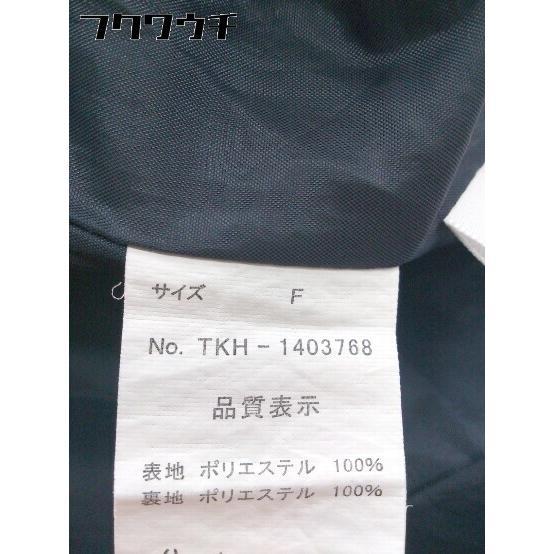 フクワウチ
サイズ F
No. TKH－1403768
品質表示
表地 ポリエステル 100%
裏地 ポリエステル 100%